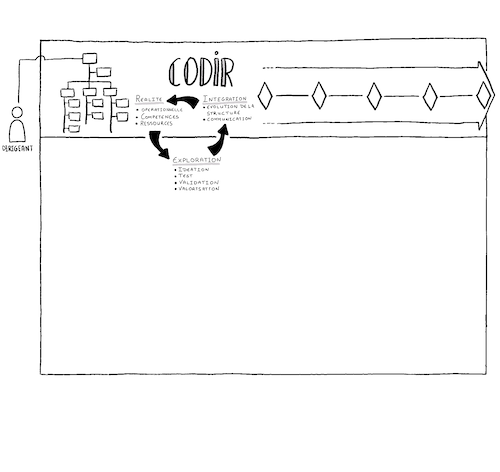 CODIR
REALITE
• OPERATIONNELLE
• COMPETENCES
• RESSOURCES
INTEGRATION
• EVOLUTION DE LA
STRUCTURE
• COMMUNICATION
DIRIGEANT
EXPLORATION
• IDEATION
• TEST
• VALIDATION
• VALORISATION